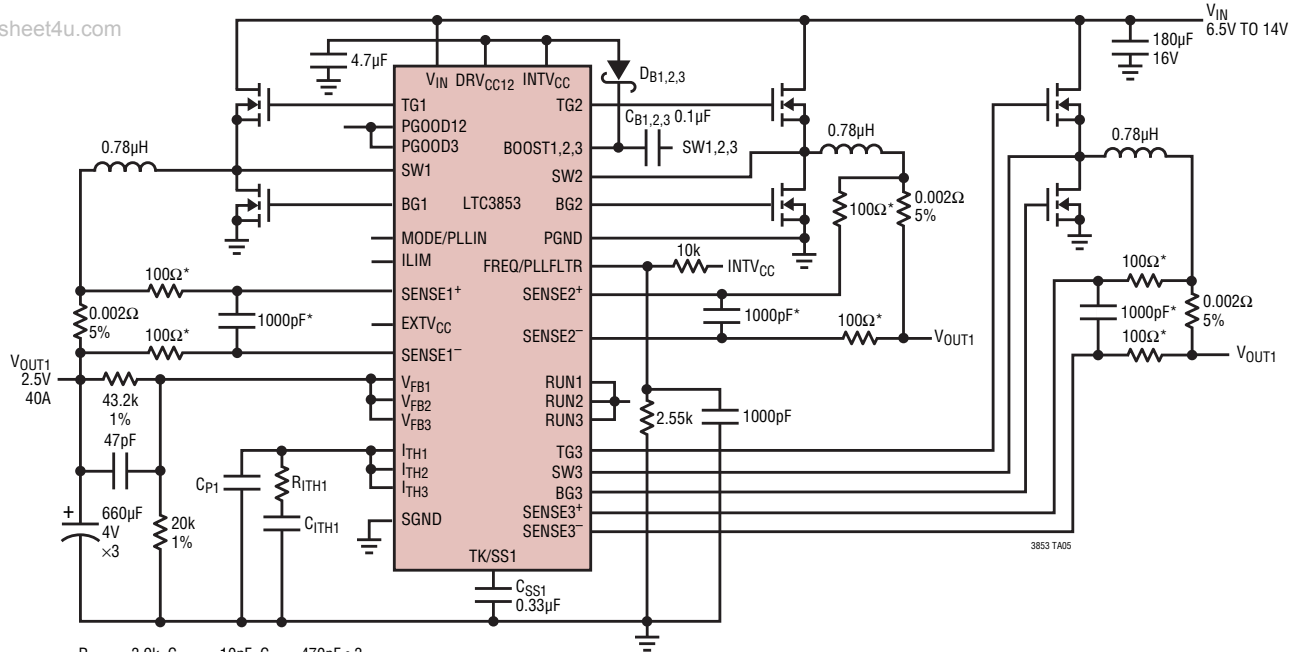 sheet4u.com
VIN
6.5V TO 14V
180µF
16V
4.7µF
VIN DRVCC12 INTVCC
DB1,2,3
TG1
TG2
CB1,2,3 0.1µF
PGOOD12
PGOOD3
BOOST1,2,3
SW1,2,3
0.78µH
0.78µH
0.78µH
SW1
SW2
BG1
LTC3853
BG2
100Ω*
0.002Ω
5%
MODE/PLLIN
PGND
ILIM
FREQ/PLLFLTR
10k
INTVCC
100Ω*
SENSE1+
SENSE2+
100Ω*
0.002Ω
5%
1000pF*
EXTVCC
1000pF*
1000pF*
0.002Ω
5%
100Ω*
SENSE1–
SENSE2–
100Ω*
VOUT1
100Ω*
VOUT1
VOUT1
2.5V
40A
43.2k
1%
VFB1
VFB2
VFB3
RUN1
RUN2
RUN3
2.55k
1000pF
47pF
ITH1
ITH2
ITH3
TG3
SW3
BG3
CP1
RITH1
CITH1
SENSE3+
SENSE3–
+
660µF
4V
×3
20k
1%
SGND
TK/SS1
CSS1
0.33µF
3853 TA05